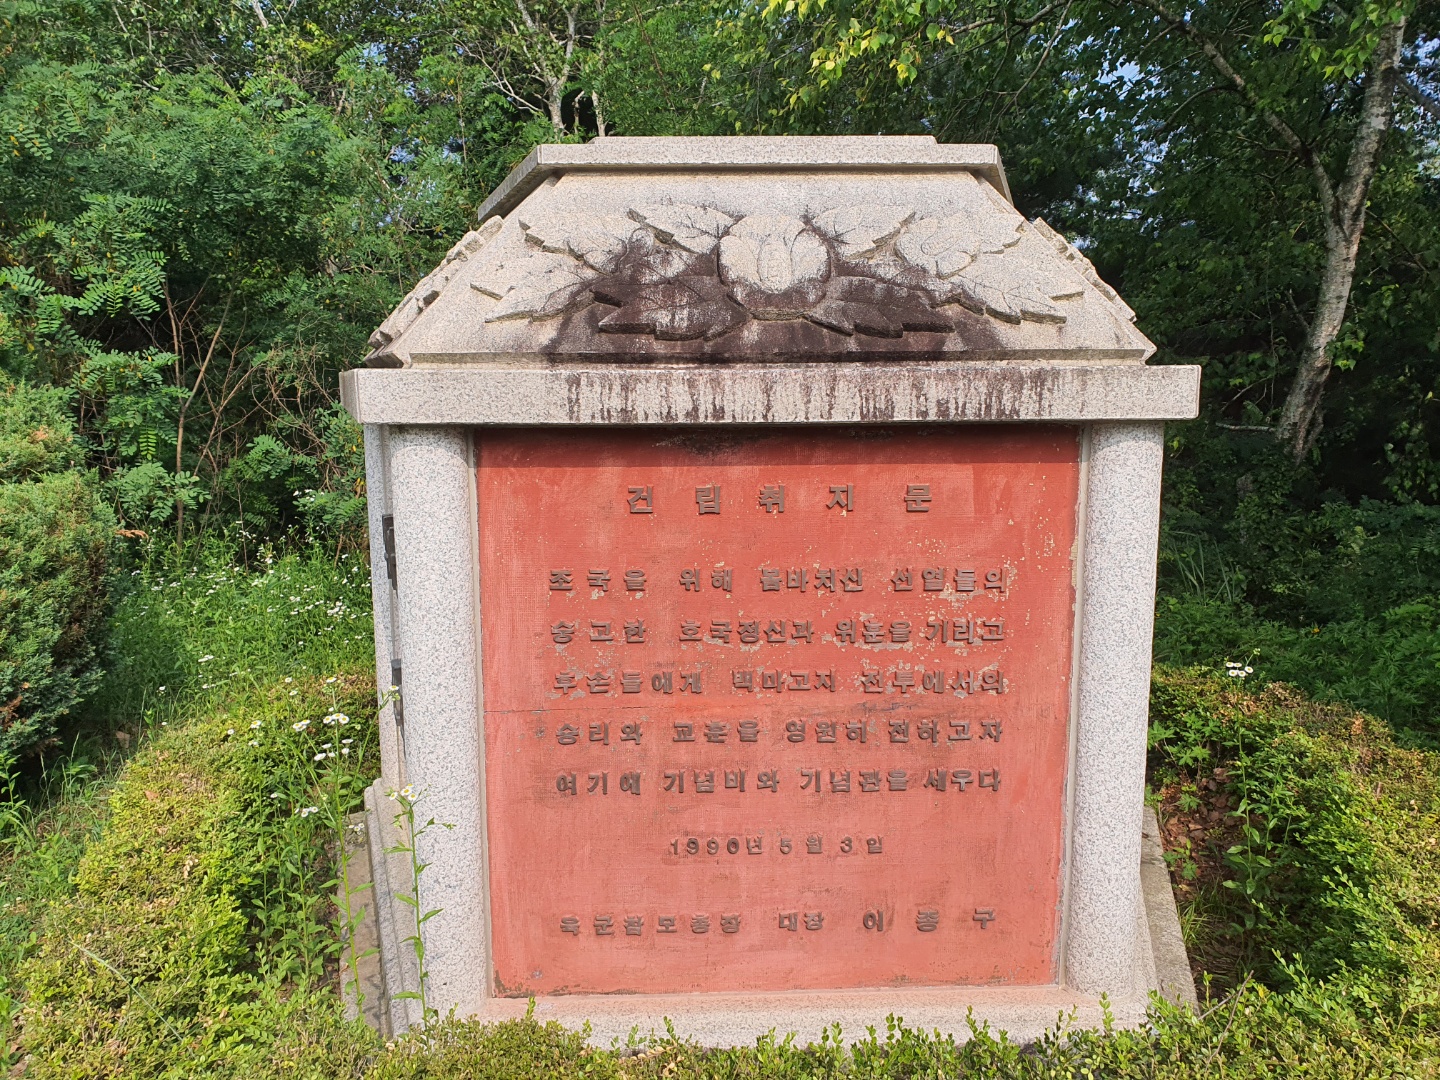 건립취지문
조국을 위해 몸바쳐신 선열들의
숭고한 호국정신과 위훈을 기리고
후손들에게 백마고지 전투에서의
승리와 교훈을 영원히 전하고자
여기에 기념비와 기념관을 세우다
1990년 5월 3일
육군참모총장 대장 이종구